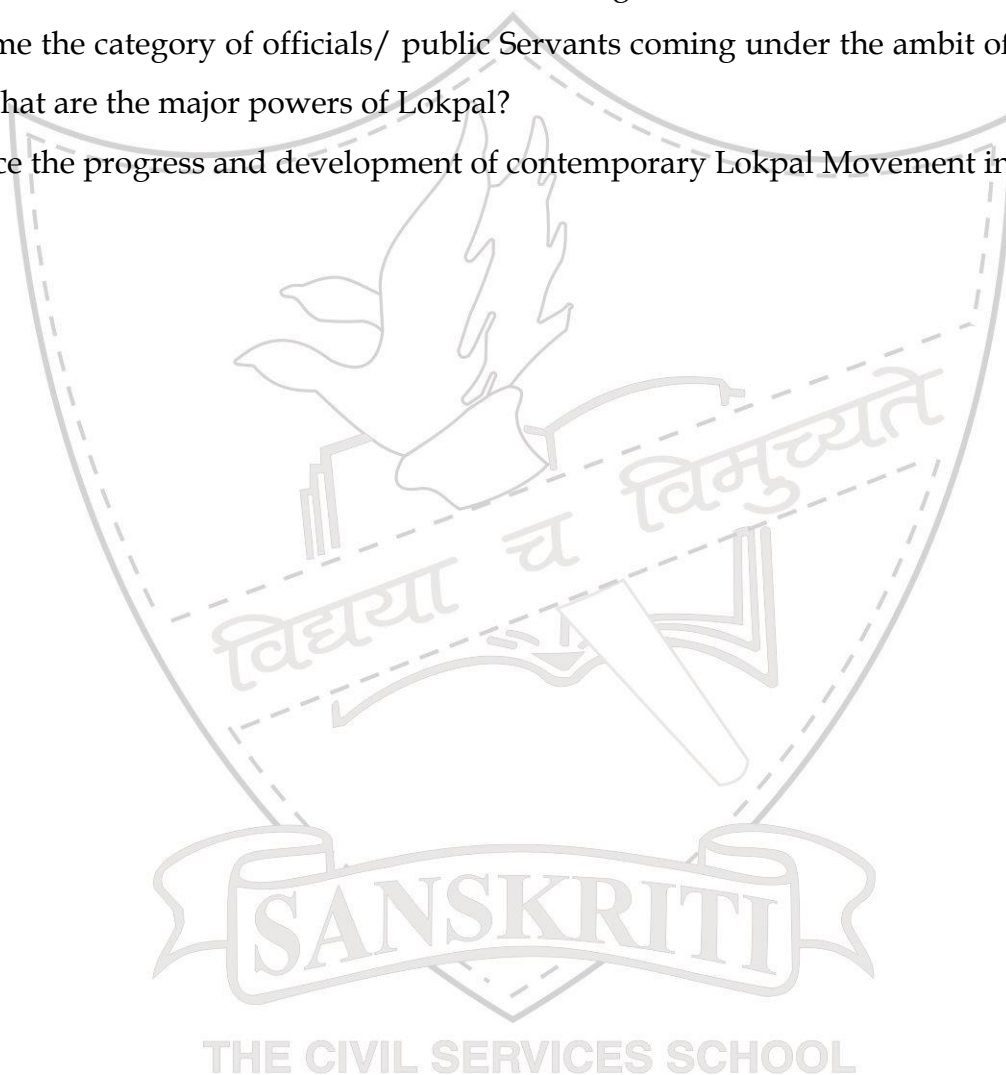 me the category of officials/ public Servants coming under the ambit of
hat are the major powers of Lokpal?
ce the progress and development of contemporary Lokpal Movement in
विद्यया च विमुच्यते
SANSKRITI
THE CIVIL SERVICES SCHOOL